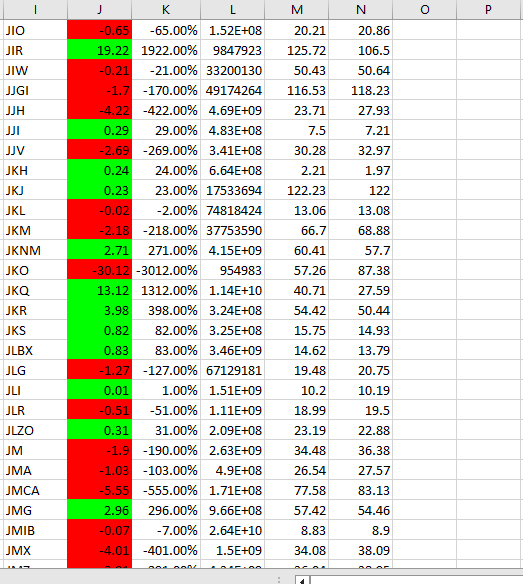 I J K L M N O P
JIO -0.65 -65.00% 1.52E+08 20.21 20.86
JIR 19.22 1922.00% 9847923 125.72 106.5
JIW -0.21 -21.00% 33200130 50.43 50.64
JJGI -1.7 -170.00% 49174264 116.53 118.23
JJH -4.22 -422.00% 4.69E+09 23.71 27.93
JJI 0.29 29.00% 4.83E+08 7.5 7.21
JJV -2.69 -269.00% 3.41E+08 30.28 32.97
JKH 0.24 24.00% 6.64E+08 2.21 1.97
JKJ 0.23 23.00% 17533694 122.23 122
JKL -0.02 -2.00% 74818424 13.06 13.08
JKM -2.18 -218.00% 37753590 66.7 68.88
JKNM 2.71 271.00% 4.15E+09 60.41 57.7
JKO -30.12 -3012.00% 954983 57.26 87.38
JKQ 13.12 1312.00% 1.14E+10 40.71 27.59
JKR 3.98 398.00% 3.24E+08 54.42 50.44
JKS 0.82 82.00% 3.25E+08 15.75 14.93
JLBX 0.83 83.00% 3.46E+09 14.62 13.79
JLG -1.27 -127.00% 67129181 19.48 20.75
JLI 0.01 1.00% 1.51E+09 10.2 10.19
JLR -0.51 -51.00% 1.11E+09 18.99 19.5
JLZO 0.31 31.00% 2.09E+08 23.19 22.88
JM -1.9 -190.00% 2.63E+09 34.48 36.38
JMA -1.03 -103.00% 4.9E+08 26.54 27.57
JMCA -5.55 -555.00% 1.71E+08 77.58 83.13
JMG 2.96 296.00% 9.66E+08 57.42 54.46
JMIB -0.07 -7.00% 2.64E+10 8.83 8.9
JMX -4.01 -401.00% 1.5E+09 34.08 38.09